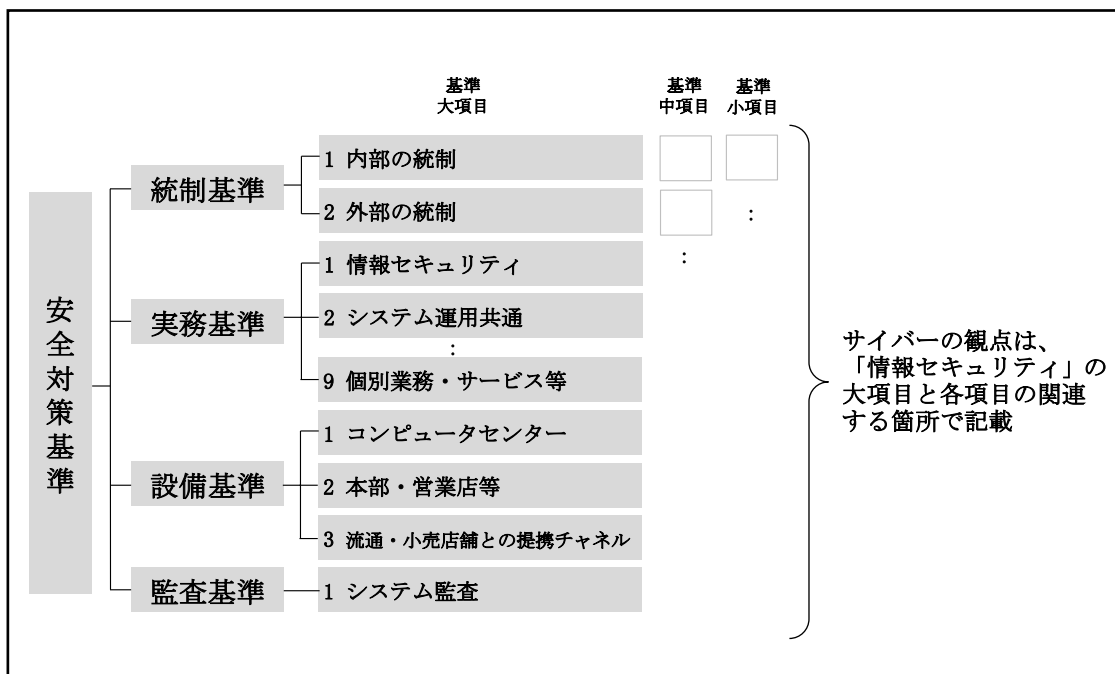 基準
大項目
基準
中項目
基準
小項目
安全対策基準
統制基準
1 内部の統制
2 外部の統制
:
:
実務基準
1 情報セキュリティ
2 システム運用共通
:
9 個別業務・サービス等
設備基準
1 コンピュータセンター
2 本部・営業店等
3 流通・小売店舗との提携チャネル
監査基準
1 システム監査
サイバーの観点は、
「情報セキュリティ」の
大項目と各項目の関連
する箇所で記載